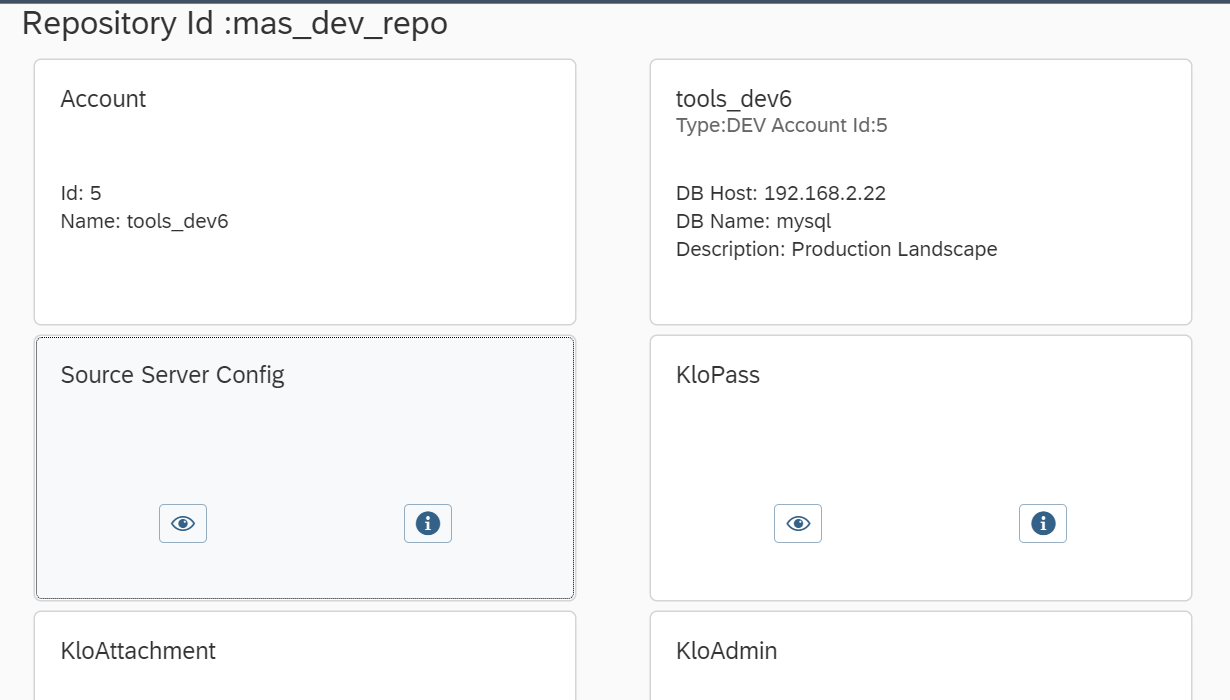 Repository Id :mas_dev_repo
Account
Id: 5
Name: tools_dev6
tools_dev6
Type:DEV Account Id:5
DB Host: 192.168.2.22
DB Name: mysql
Description: Production Landscape
Source Server Config
KloPass
KloAttachment
KloAdmin